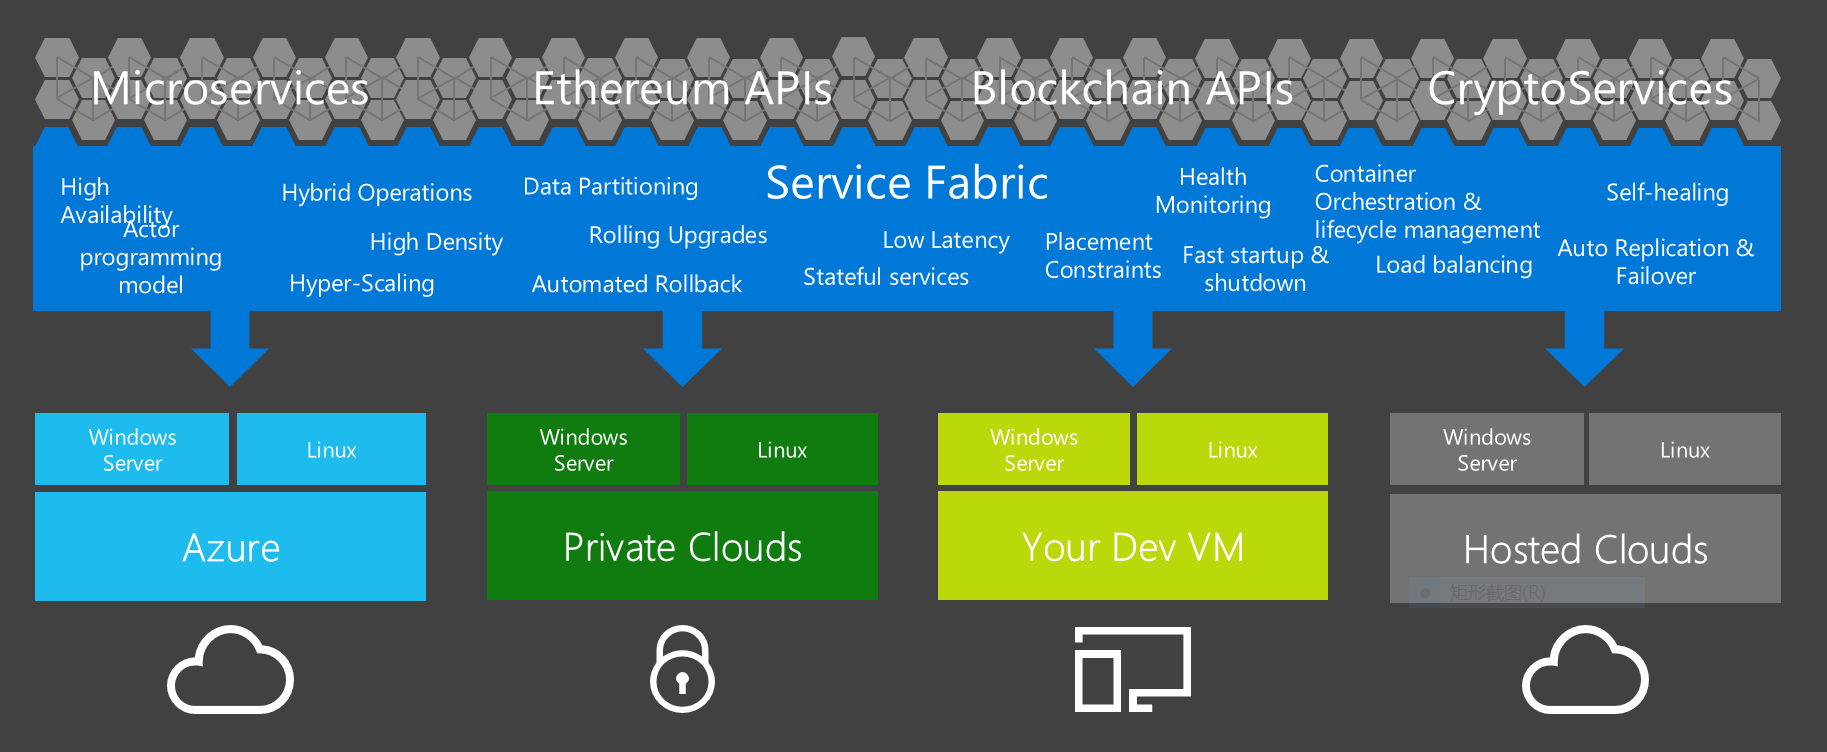 Microservices
Ethereum APIs
Blockchain APIs
CryptoServices
Service Fabric
High
Availability
Actor
programming
model
Hybrid Operations
High Density
Hyper-Scaling
Data Partitioning
Rolling Upgrades
Automated Rollback
Low Latency
Stateful services
Placement
Constraints
Health
Monitoring
Fast startup &
shutdown
Container
Orchestration &
lifecycle management
Load balancing
Self-healing
Auto Replication &
Failover
Windows
Server
Linux
Azure
Windows
Server
Linux
Private Clouds
Windows
Server
Linux
Your Dev VM
Windows
Server
Linux
Hosted Clouds
矩形截图(R)